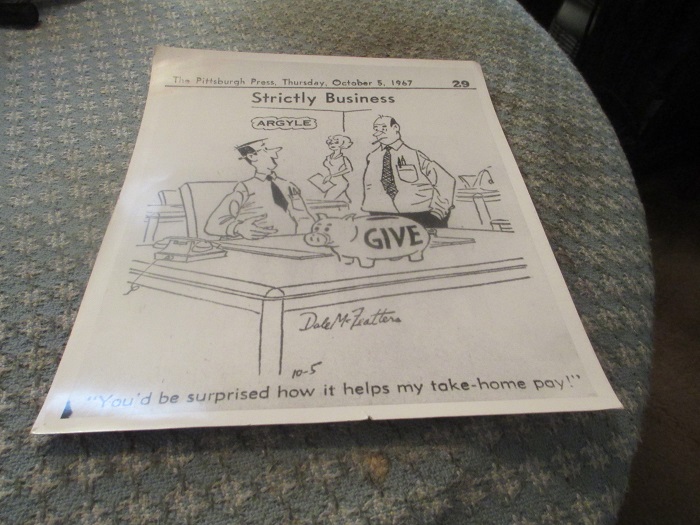 The Pittsburgh Press, Thursday, October 5, 1967 29
Strictly Business
ARGYLE
GIVE
Dale McFeatters
10-5
"You'd be surprised how it helps my take-home pay!"